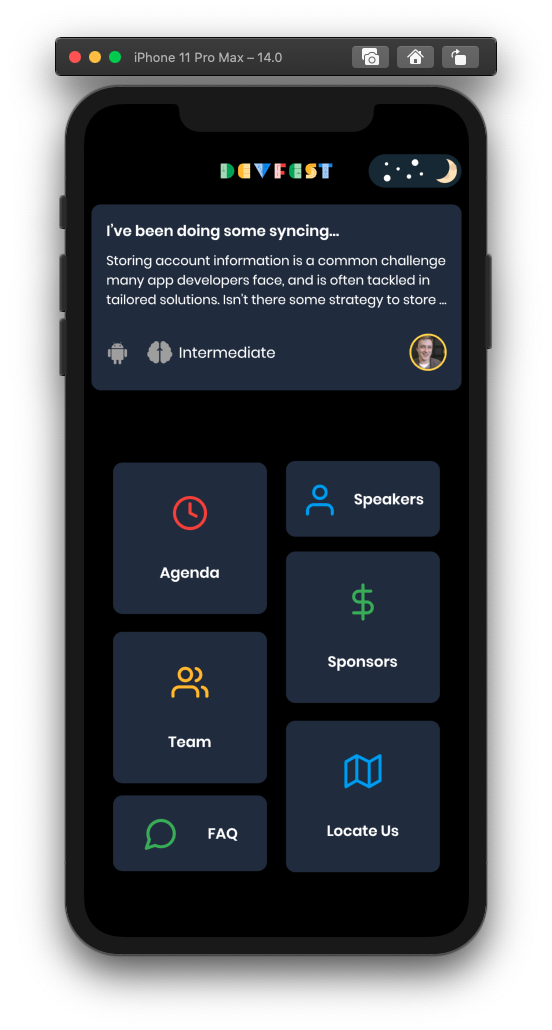 iPhone 11 Pro Max – 14.0
DEVFEST
I've been doing some syncing...
Storing account information is a common challenge
many app developers face, and is often tackled in
tailored solutions. Isn't there some strategy to store ...
Intermediate
Speakers
Agenda
Sponsors
Team
Locate Us
FAQ